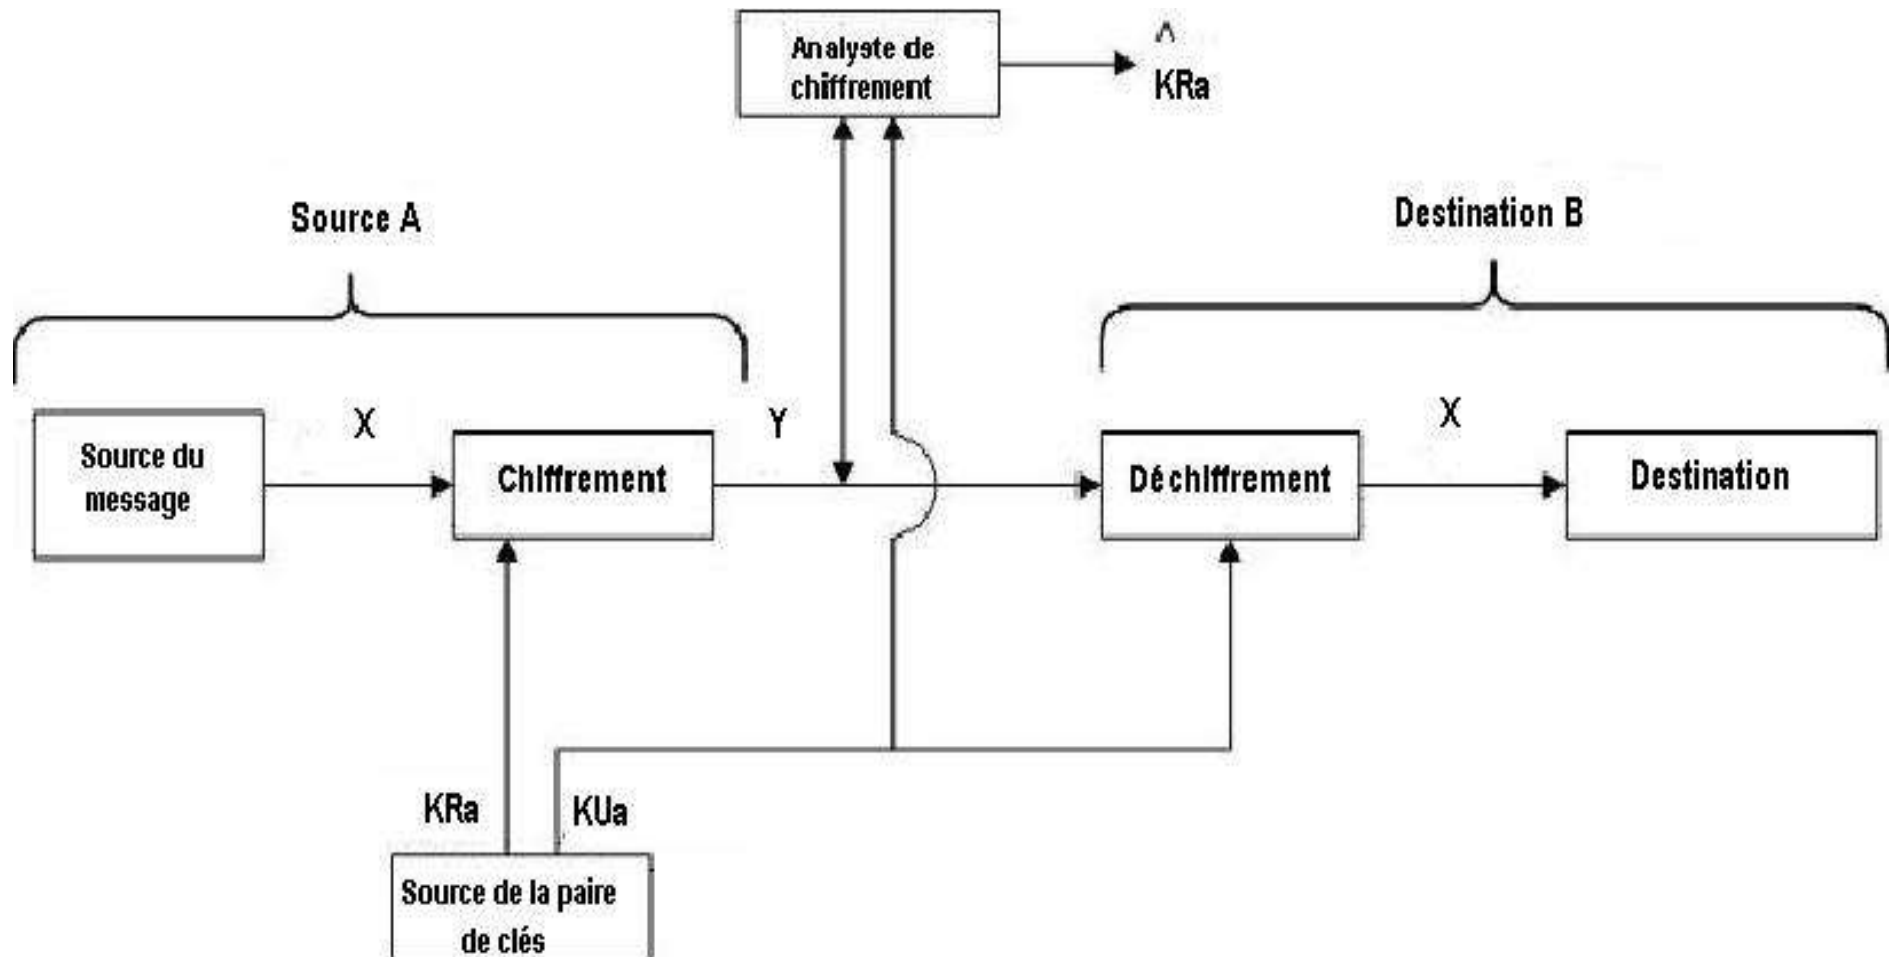 Analyste de
chiffrement
^
KRa
Source A
Destination B
Source du
message
X
Chiffrement
Y
Déchiffrement
X
Destination
KRa
KUa
Source de la paire
de clés